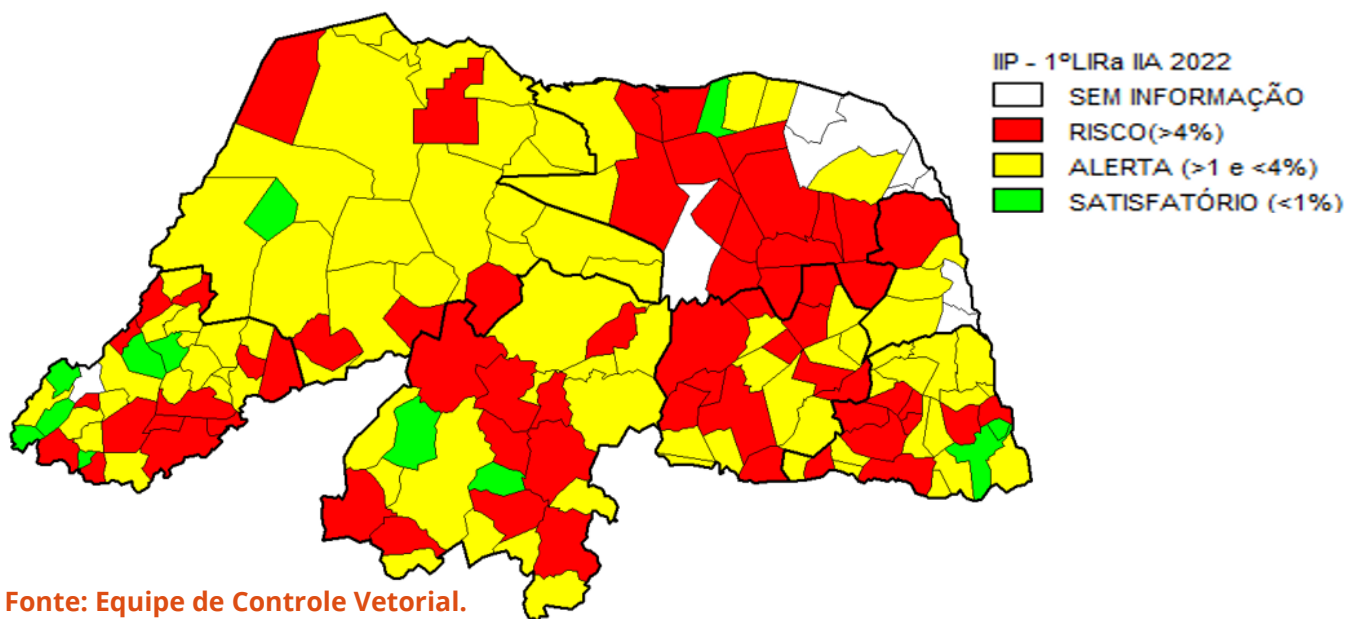 IIP - 1ºLIRa IIA 2022
SEM INFORMAÇÃO
RISCO(>4%)
ALERTA (>1 e <4%)
SATISFATÓRIO (<1%)
Fonte: Equipe de Controle Vetorial.